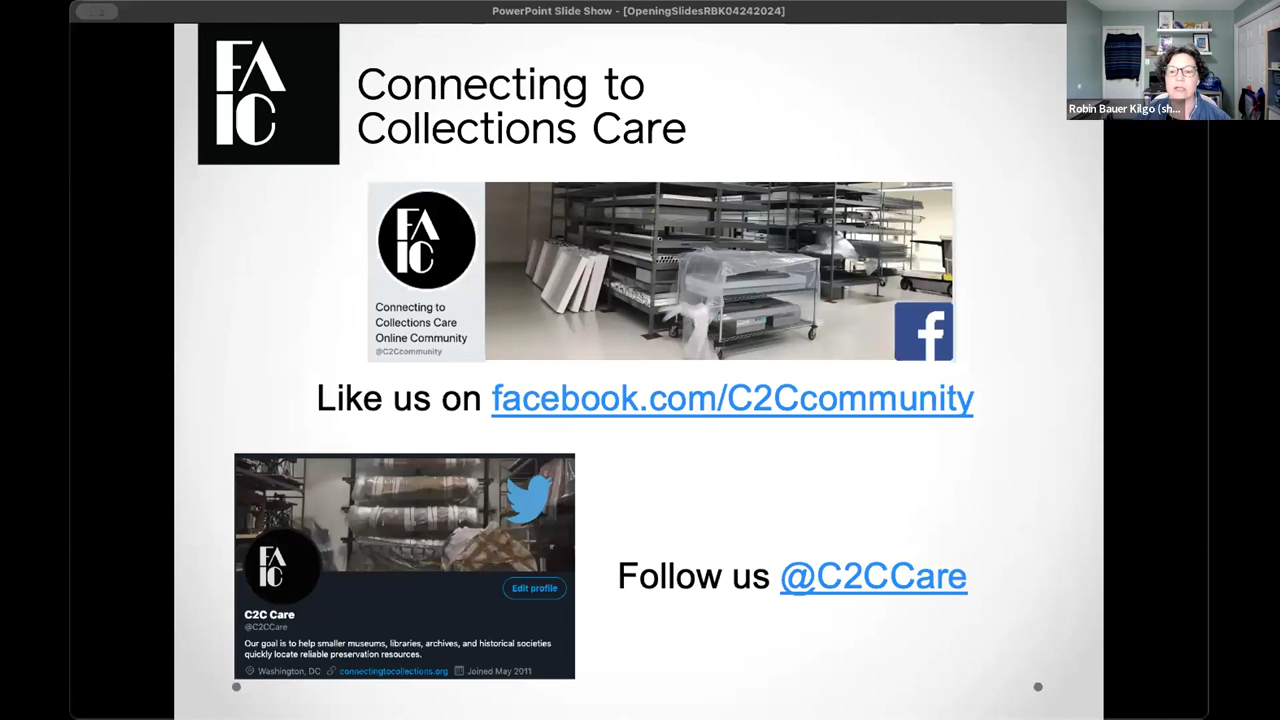 PowerPoint Slide Show - [OpeningSlidesRBK04242024]
Robin Bauer Kilgo (sh...
FA
IC
Connecting to
Collections Care
FA
IC
Connecting to
Collections Care
Online Community
@C2Ccommunity
f
Like us on facebook.com/C2Ccommunity
FA
IC
Edit profile
C2C Care
@C2CCare
Our goal is to help smaller museums, libraries, archives, and historical societies
quickly locate reliable preservation resources.
Washington, DC connectingtocollections.org Joined May 2011
Follow us @C2CCare